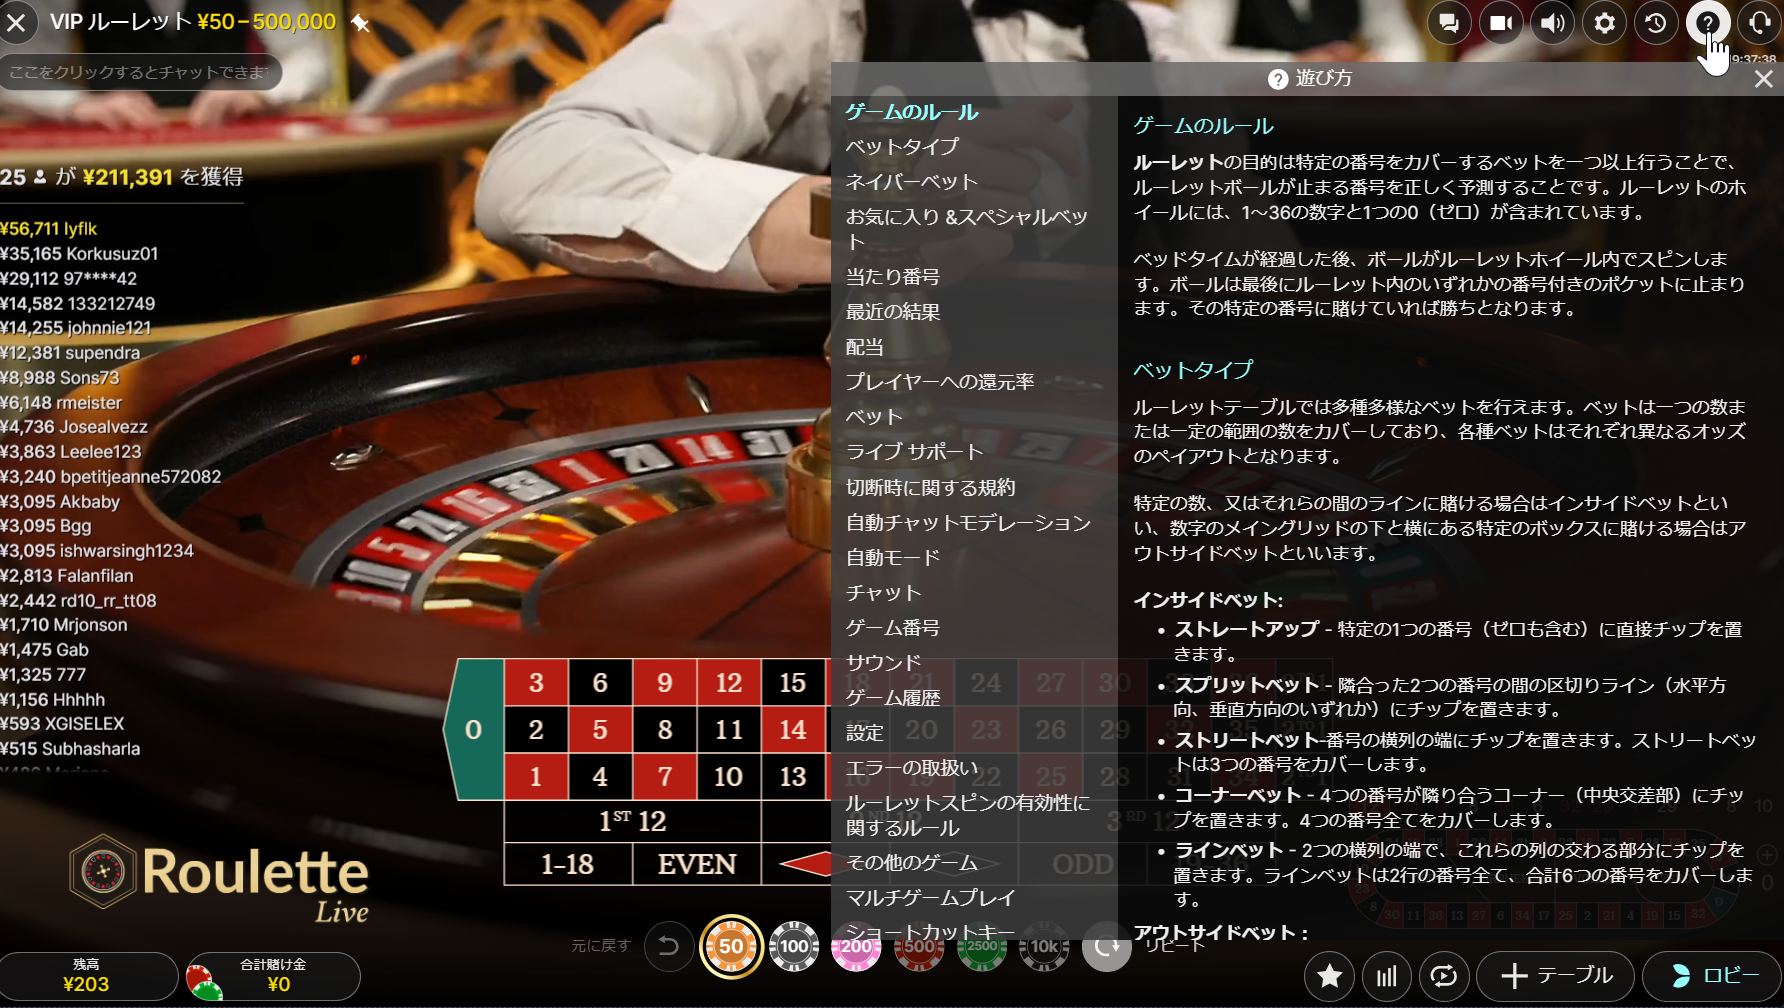 VIP ルーレット ¥50–500,000
ここをクリックするとチャットできます
9:37:38
遊び方
25 が ¥211,391 を獲得
¥56,711 lyflk
¥35,165 Korkusuz01
¥29,112 97****42
¥14,582 133212749
¥14,255 johnnie121
¥12,381 supendra
¥8,988 Sons73
¥6,148 rmeister
¥4,736 Josealvezz
¥3,863 Leelee123
¥3,240 bpetitjeanne572082
¥3,095 Akbaby
¥3,095 Bgg
¥3,095 ishwarsingh1234
¥2,813 Falanfilan
¥2,442 rd10_rr_tt08
¥1,710 Mrjonson
¥1,475 Gab
¥1,325 777
¥1,156 Hhhhh
¥593 XGISELEX
¥515 Subhasharla
ゲームのルール
ベットタイプ
ネイバーベット
お気に入り &スペシャルベッ
ト
当たり番号
最近の結果
配当
プレイヤーへの還元率
ベット
ライブ サポート
切断時に関する規約
自動チャットモデレーション
自動モード
チャット
ゲーム番号
サウンド
ゲーム履歴
設定
エラーの取扱い
ルーレットスピンの有効性に
関するルール
その他のゲーム
マルチゲームプレイ
ショートカットキー
ゲームのルール
ルーレットの目的は特定の番号をカバーするベットを一つ以上行うことで、
ルーレットボールが止まる番号を正しく予測することです。ルーレットのホ
イールには、1〜36の数字と1つの0（ゼロ）が含まれています。
ベッドタイムが経過した後、ボールがルーレットホイール内でスピンしま
す。ボールは最後にルーレット内のいずれかの番号付きのポケットに止まり
ます。その特定の番号に賭けていれば勝ちとなります。
ベットタイプ
ルーレットテーブルでは多種多様なベットを行えます。ベットは一つの数ま
たは一定の範囲の数をカバーしており、各種ベットはそれぞれ異なるオッズ
のペイアウトとなります。
特定の数、又はそれらの間のラインに賭ける場合はインサイドベットとい
い、数字のメイングリッドの下と横にある特定のボックスに賭ける場合はア
ウトサイドベットといいます。
インサイドベット:
• ストレートアップ - 特定の1つの番号（ゼロも含む）に直接チップを置
きます。
• スプリットベット - 隣合った2つの番号の間の区切りライン（水平方
向、垂直方向のいずれか）にチップを置きます。
• ストリートベット-番号の横列の端にチップを置きます。ストリートベッ
トは3つの番号をカバーします。
• コーナーベット - 4つの番号が隣り合うコーナー（中央交差部）にチッ
プを置きます。4つの番号全てをカバーします。
• ラインベット - 2つの横列の端で、これらの列の交わる部分にチップを
置きます。ラインベットは2行の番号全て、合計6つの番号をカバーしま
す。
アウトサイドベット：
3 6 9 12 15 18 21 24 27 30
0 2 5 8 11 14 17 20 23 26 29 32 35
1 4 7 10 13 16 19 22 25 28 31 34
1ST 12 2ND 12 3RD 12
1-18 EVEN ODD 19-36
Roulette
Live
元に戻す 50 100 200 500 2500 10k リピート
残高
¥203
合計賭け金
¥0
テーブル
ロビー